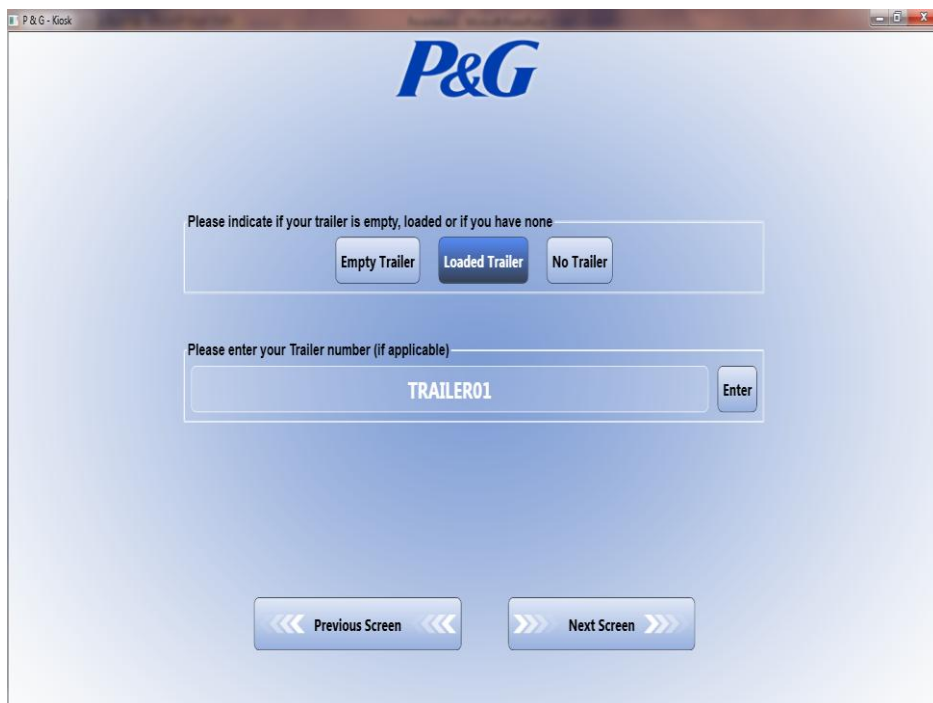 P & G - Kiosk
P&G
Please indicate if your trailer is empty, loaded or if you have none
Empty Trailer Loaded Trailer No Trailer
Please enter your Trailer number (if applicable)
TRAILER01 Enter
Previous Screen Next Screen